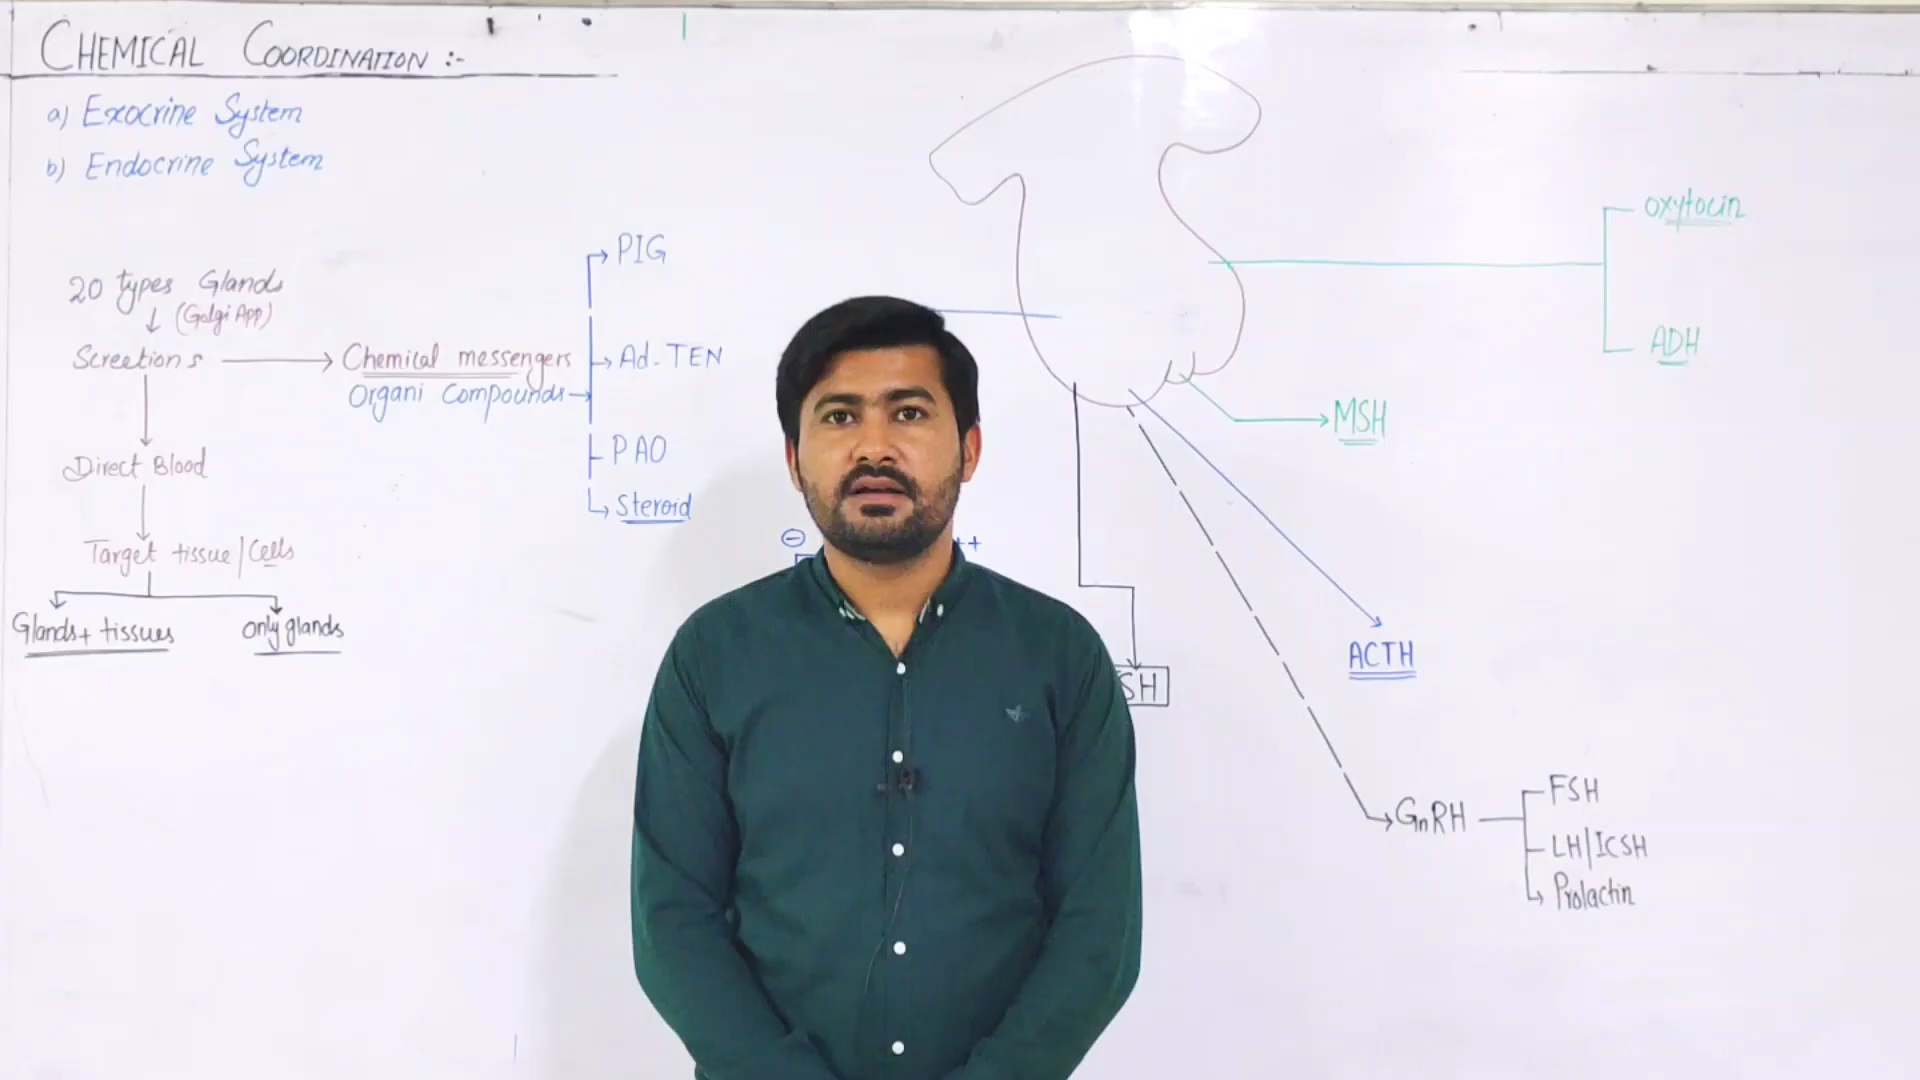 CHEMICAL COORDINATION :-
a) Exocrine System
b) Endocrine System
20 types Glands
(Golgi App)
Screetions
Chemical messengers
Organi Compounds
Direct Blood
Target tissue/Cells
Glands+ tissues
only glands
PIG
Ad-TEN
PAO
Steroid
oxytocin
ADH
MSH
ACTH
SH
GnRH
FSH
LH/ICSH
Prolactin